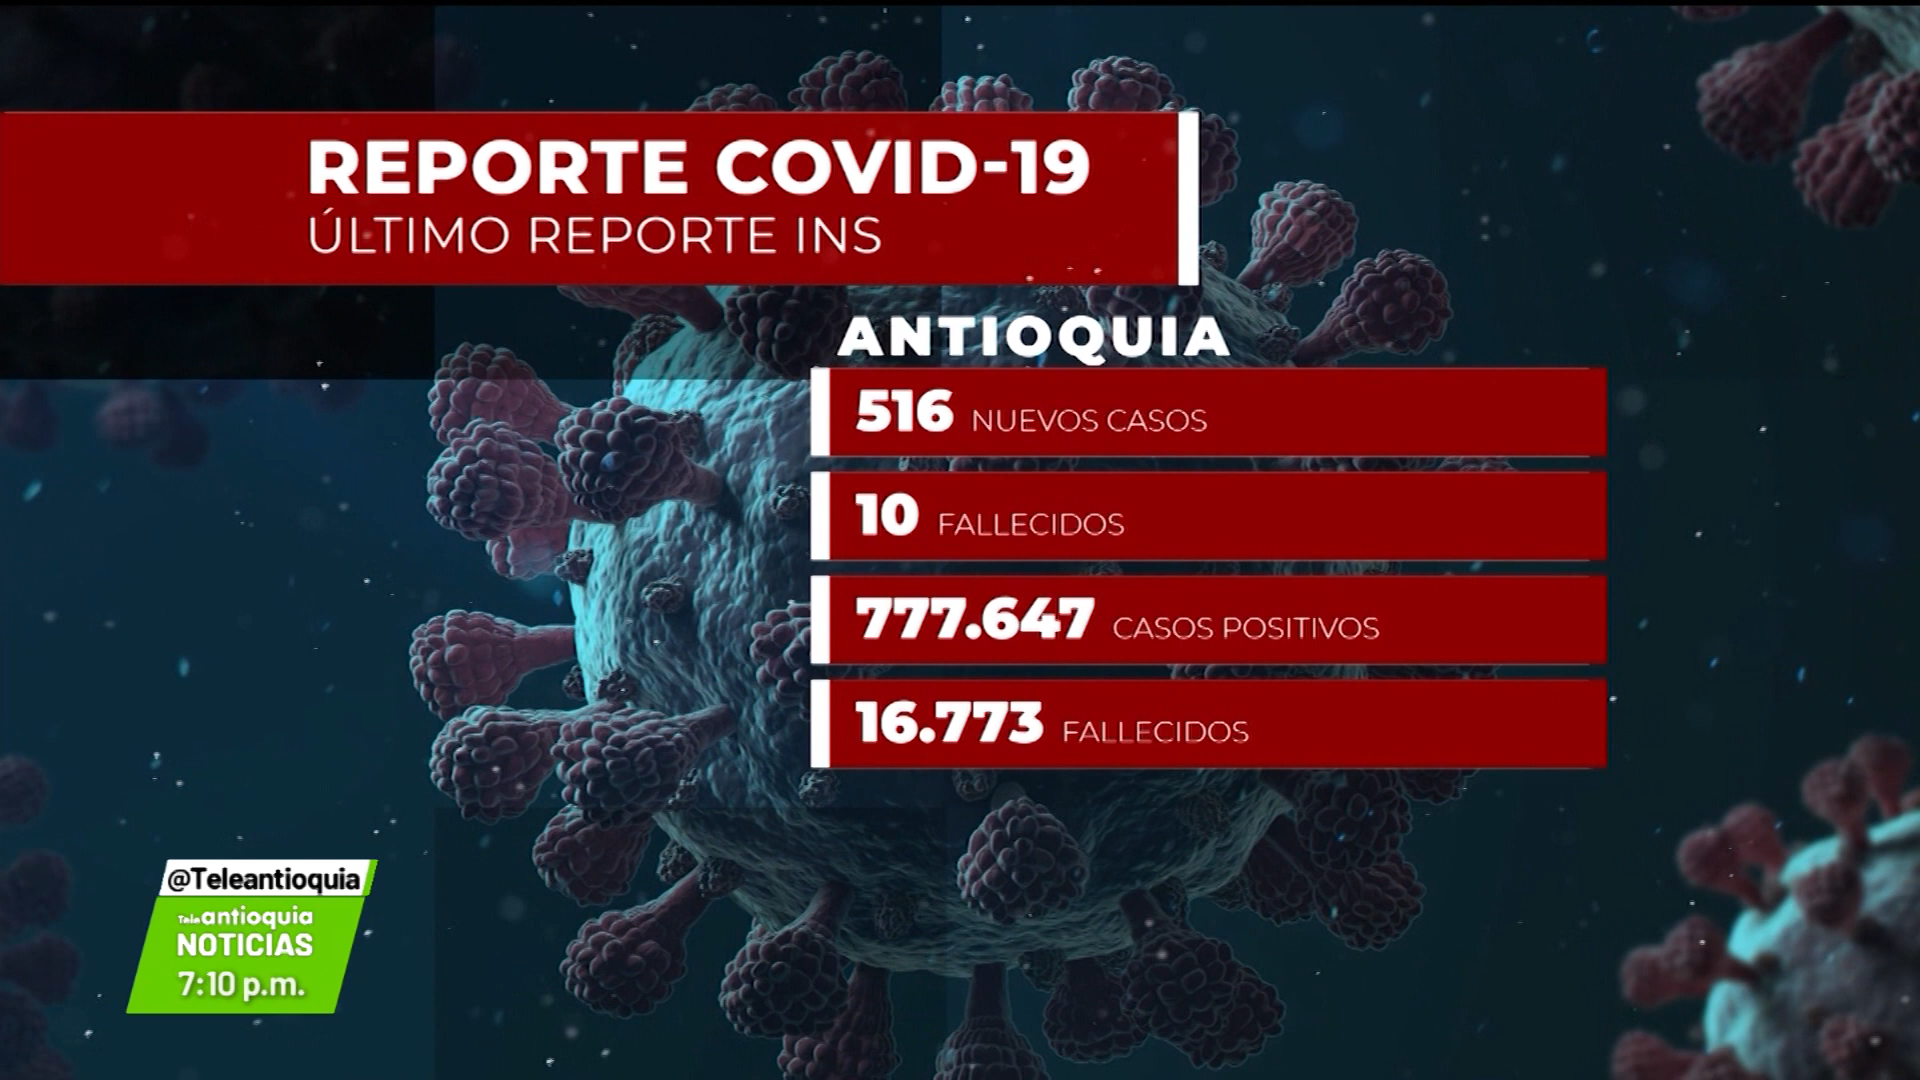 REPORTE COVID-19
ÚLTIMO REPORTE INS
ANTIOQUIA
516 NUEVOS CASOS
10 FALLECIDOS
777.647 CASOS POSITIVOS
16.773 FALLECIDOS
@Teleantioquia
Teleantioquia
NOTICIAS
7:10 p.m.